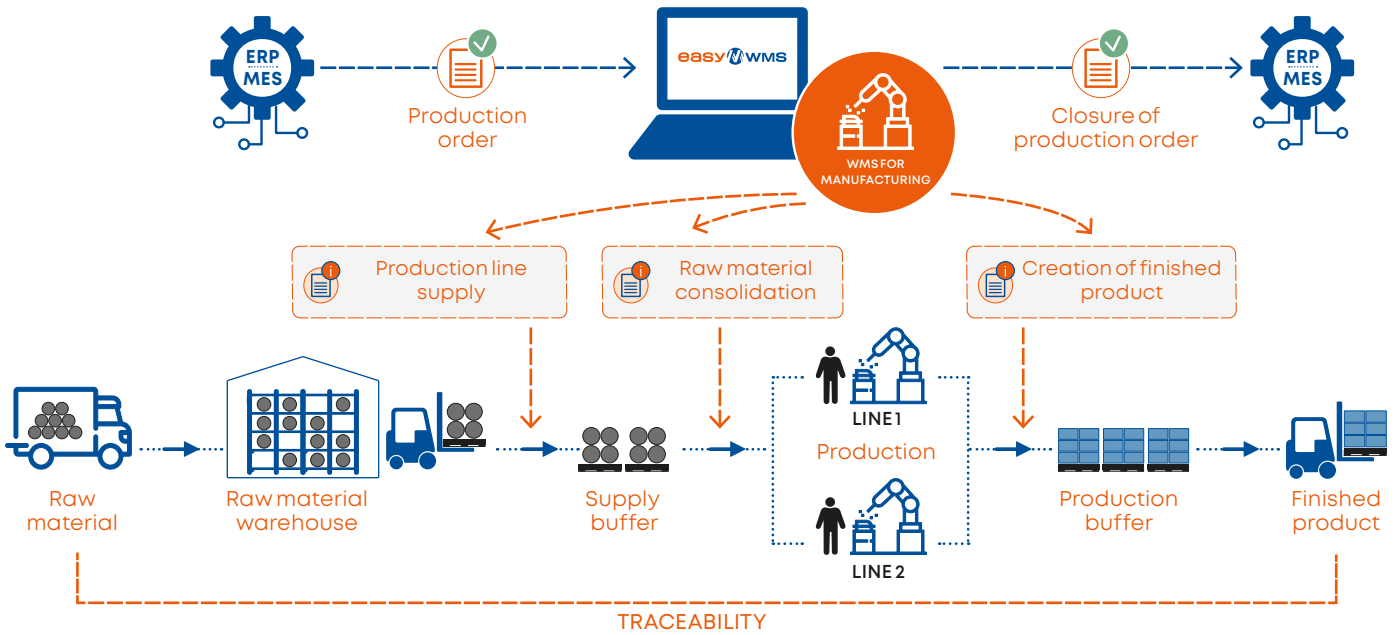 ERP
MES
Production
order
easy WMS
WMS FOR
MANUFACTURING
Closure of
production order
ERP
MES
i
Production line
supply
i
Raw material
consolidation
i
Creation of finished
product
LINE 1
Production
LINE 2
Raw
material
Raw material
warehouse
Supply
buffer
Production
buffer
Finished
product
TRACEABILITY